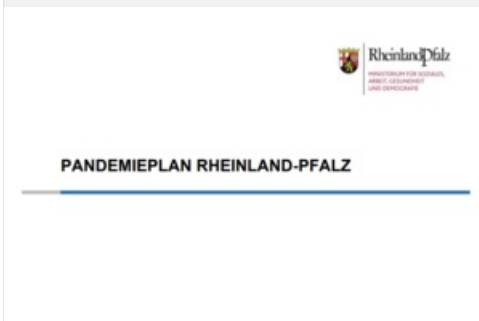 RheinlandPfalz
MINISTERIUM FÜR SOZIALES,
ARBEIT, GESUNDHEIT
UND DEMOGRAFIE
PANDEMIEPLAN RHEINLAND-PFALZ